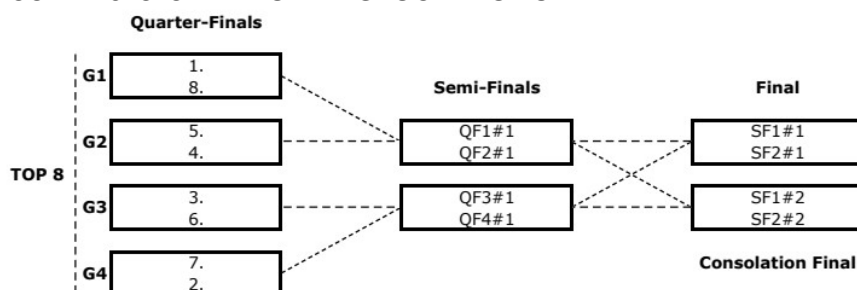 Quarter-Finals
G1
1.
8.
Semi-Finals
Final
G2
5.
4.
QF1#1
QF2#1
SF1#1
SF2#1
TOP 8
G3
3.
6.
QF3#1
QF4#1
SF1#2
SF2#2
G4
7.
2.
Consolation Final